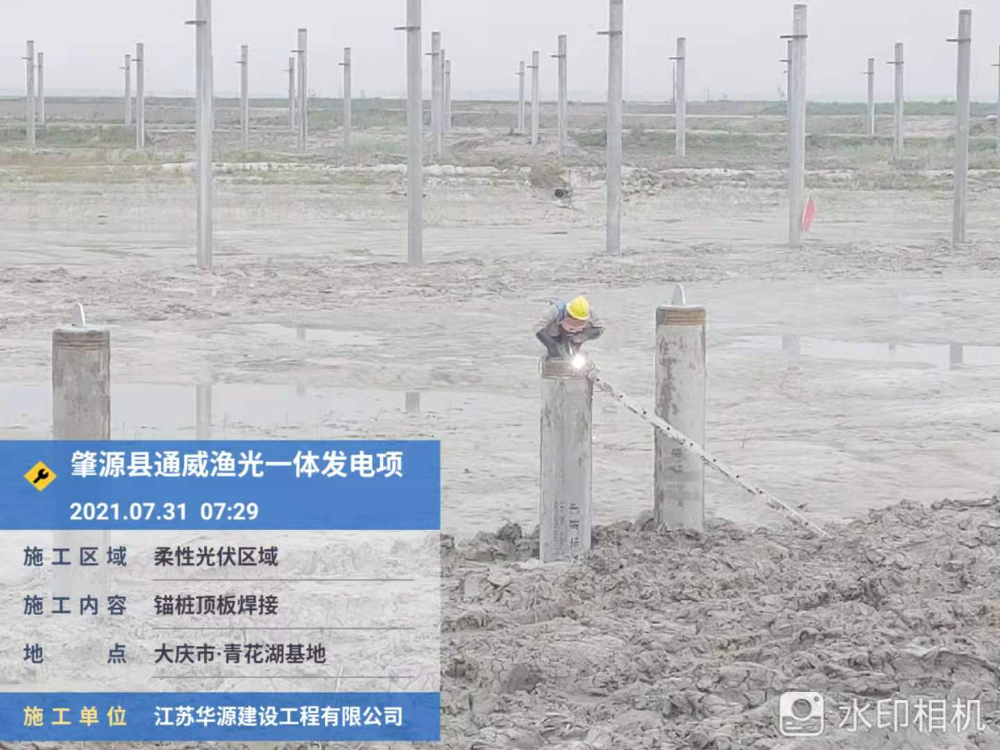 肇源县通威渔光一体发电项
2021.07.31 07:29
施工区域 柔性光伏区域
施工内容 锚桩顶板焊接
地点 大庆市·青花湖基地
施工单位 江苏华源建设工程有限公司
水印相机